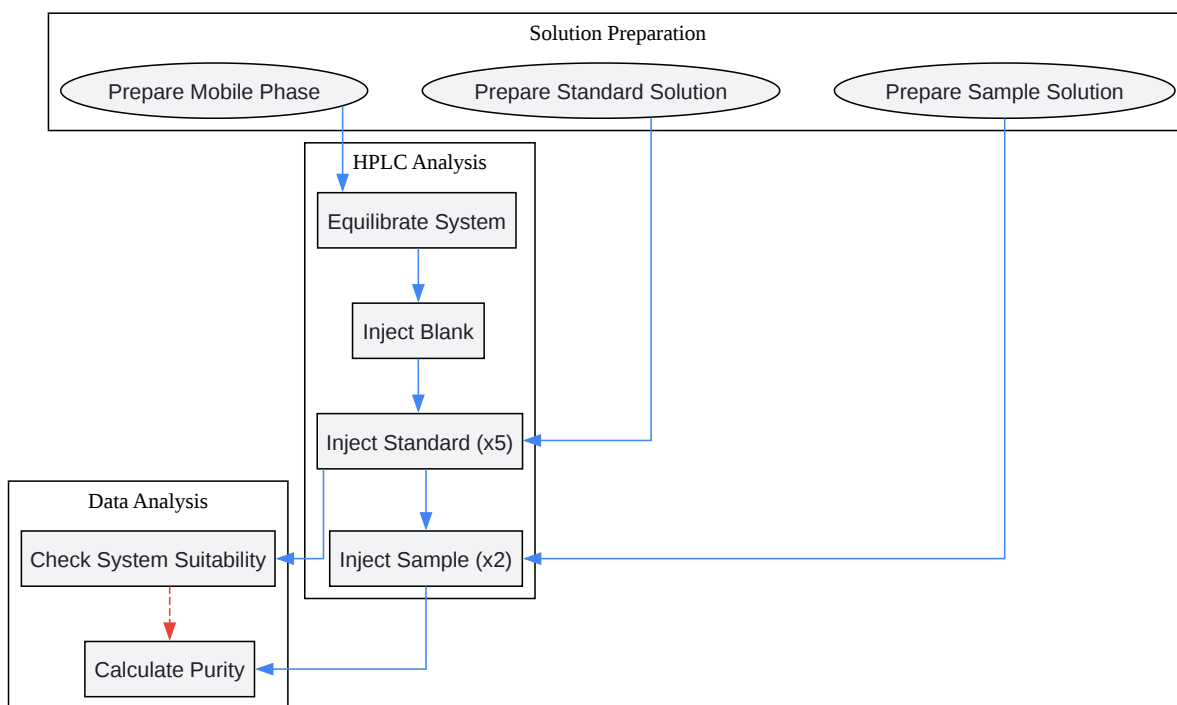 Solution Preparation
Prepare Mobile Phase
Prepare Standard Solution
Prepare Sample Solution
HPLC Analysis
Equilibrate System
Inject Blank
Inject Standard (x5)
Inject Sample (x2)
Data Analysis
Check System Suitability
Calculate Purity